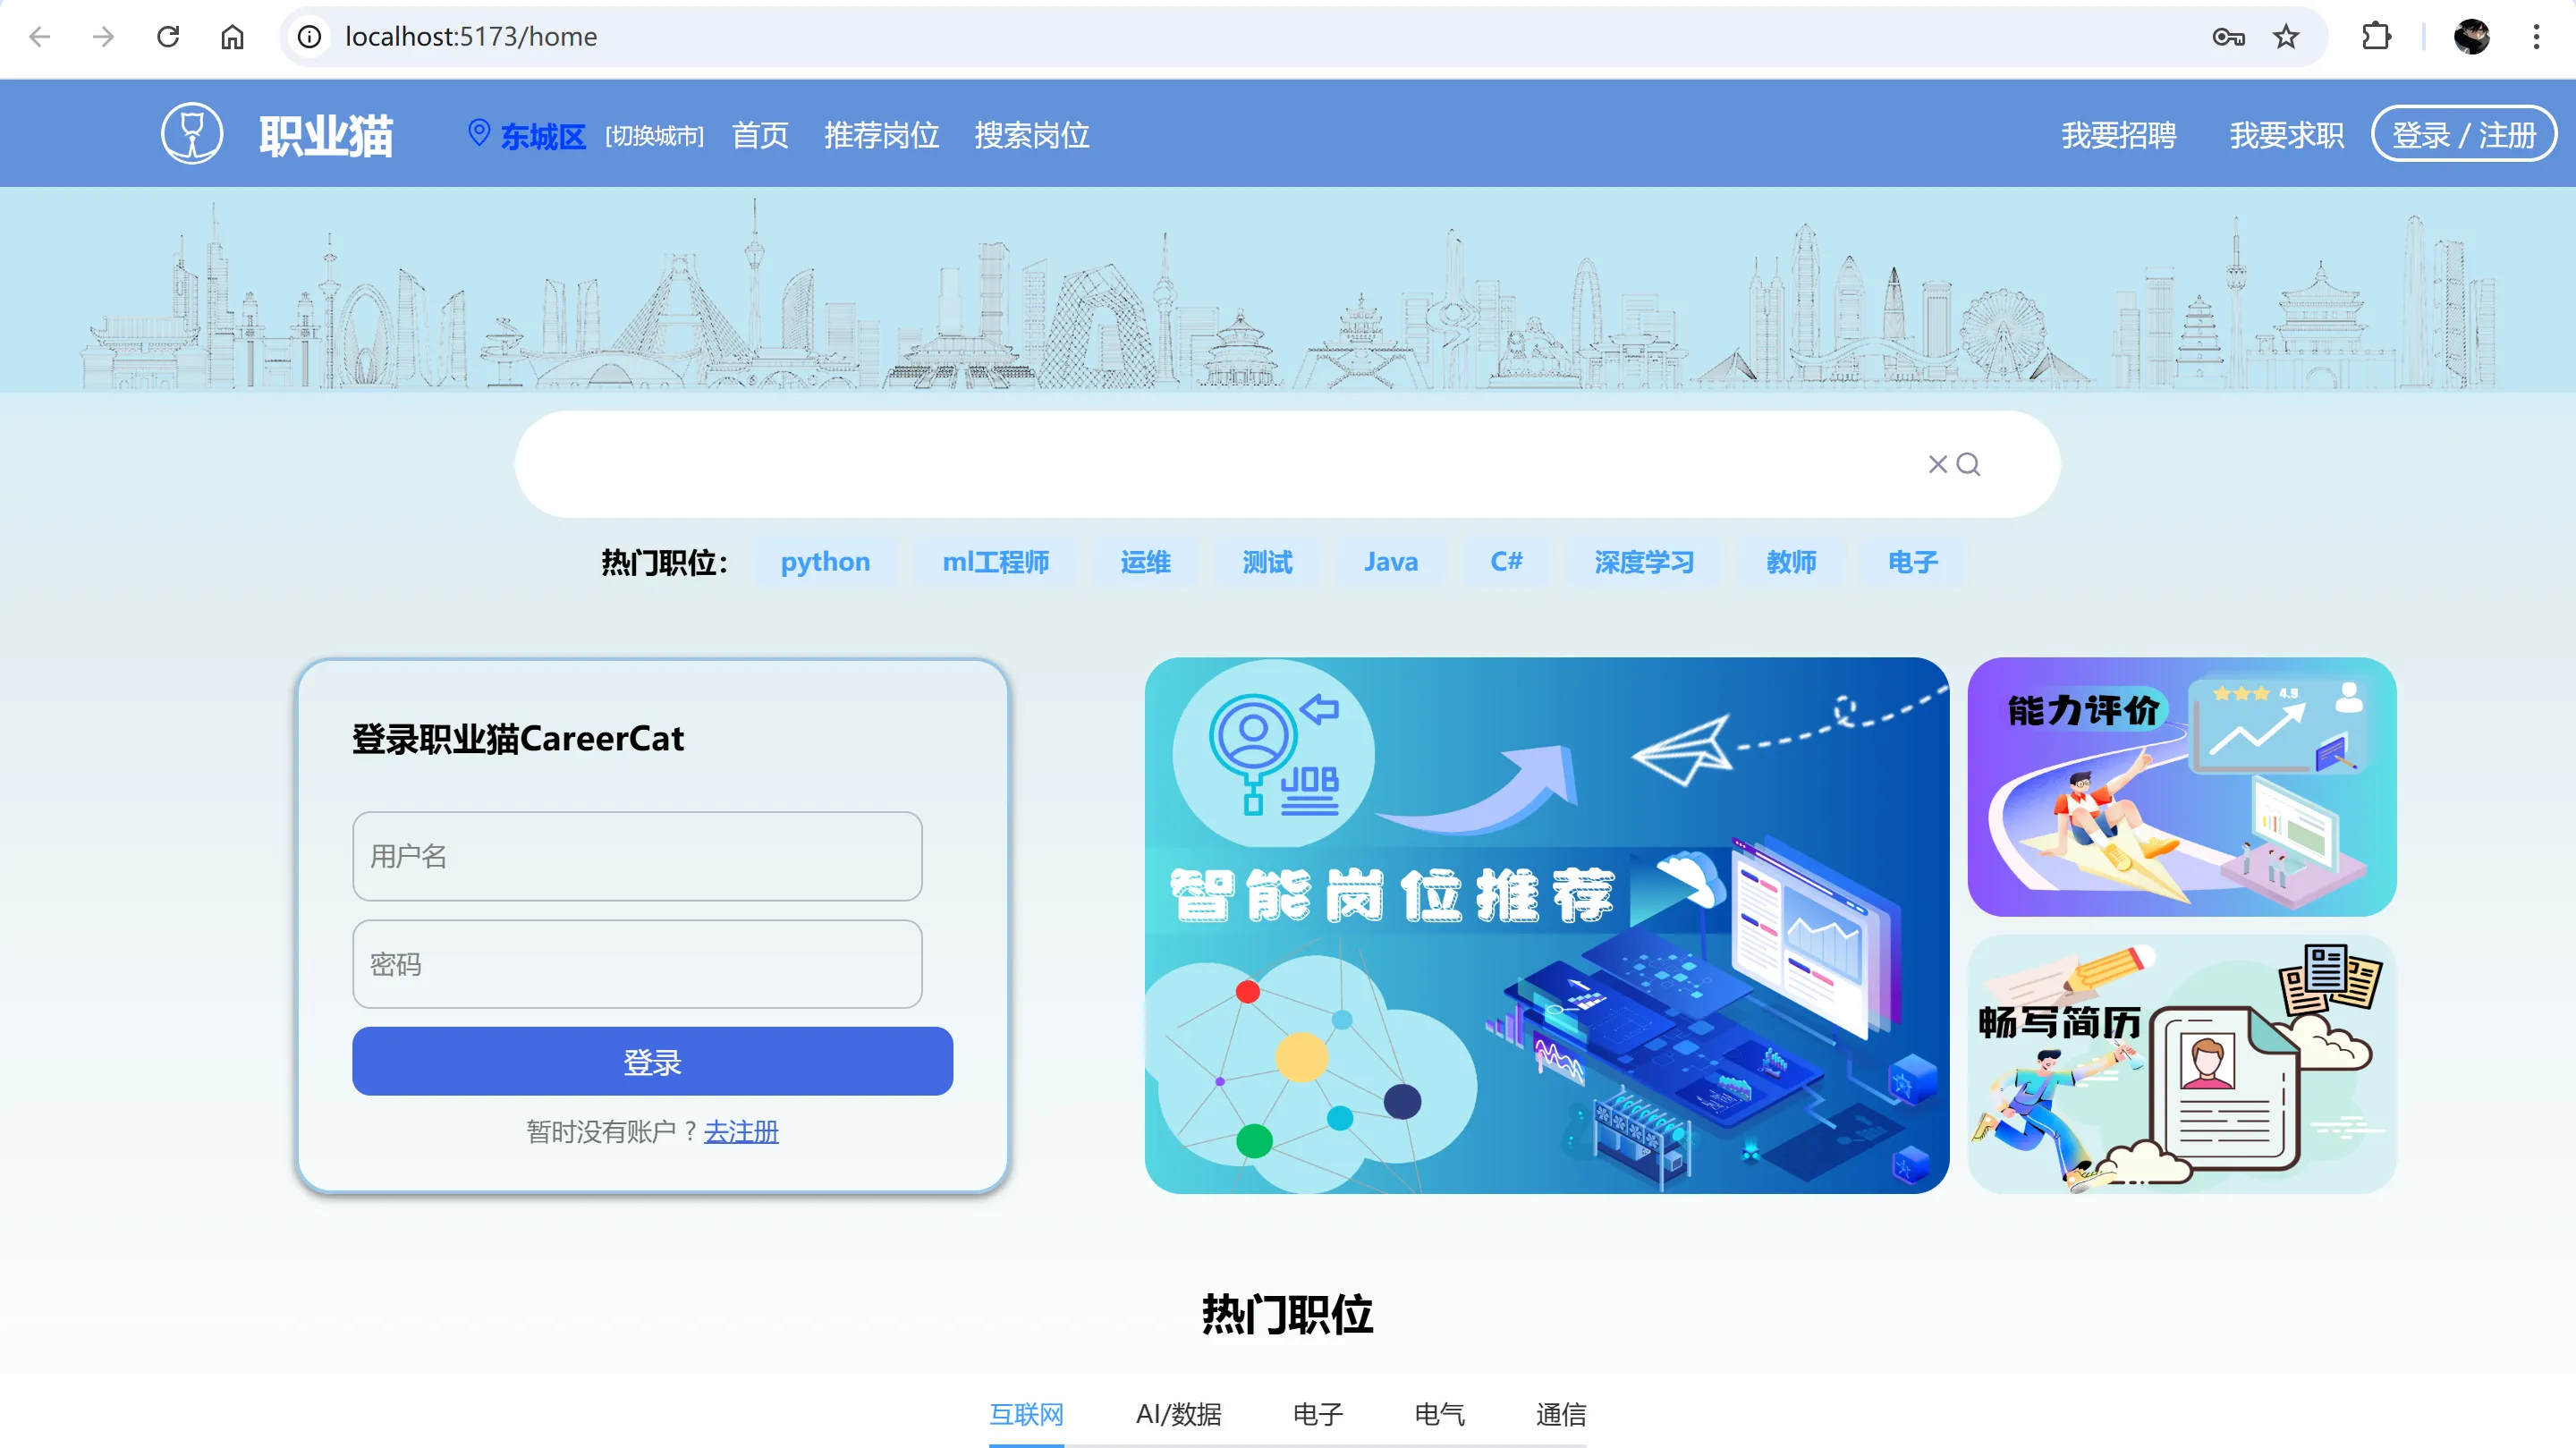 localhost:5173/home
职业猫 东城区 [切换城市] 首页 推荐岗位 搜索岗位 我要招聘 我要求职 登录 / 注册
热门职位： python ml工程师 运维 测试 Java C# 深度学习 教师 电子
登录职业猫CareerCat
用户名
密码
登录
暂时没有账户？去注册
JOB
智能岗位推荐
能力评价
4.9
畅写简历
热门职位
互联网 AI/数据 电子 电气 通信